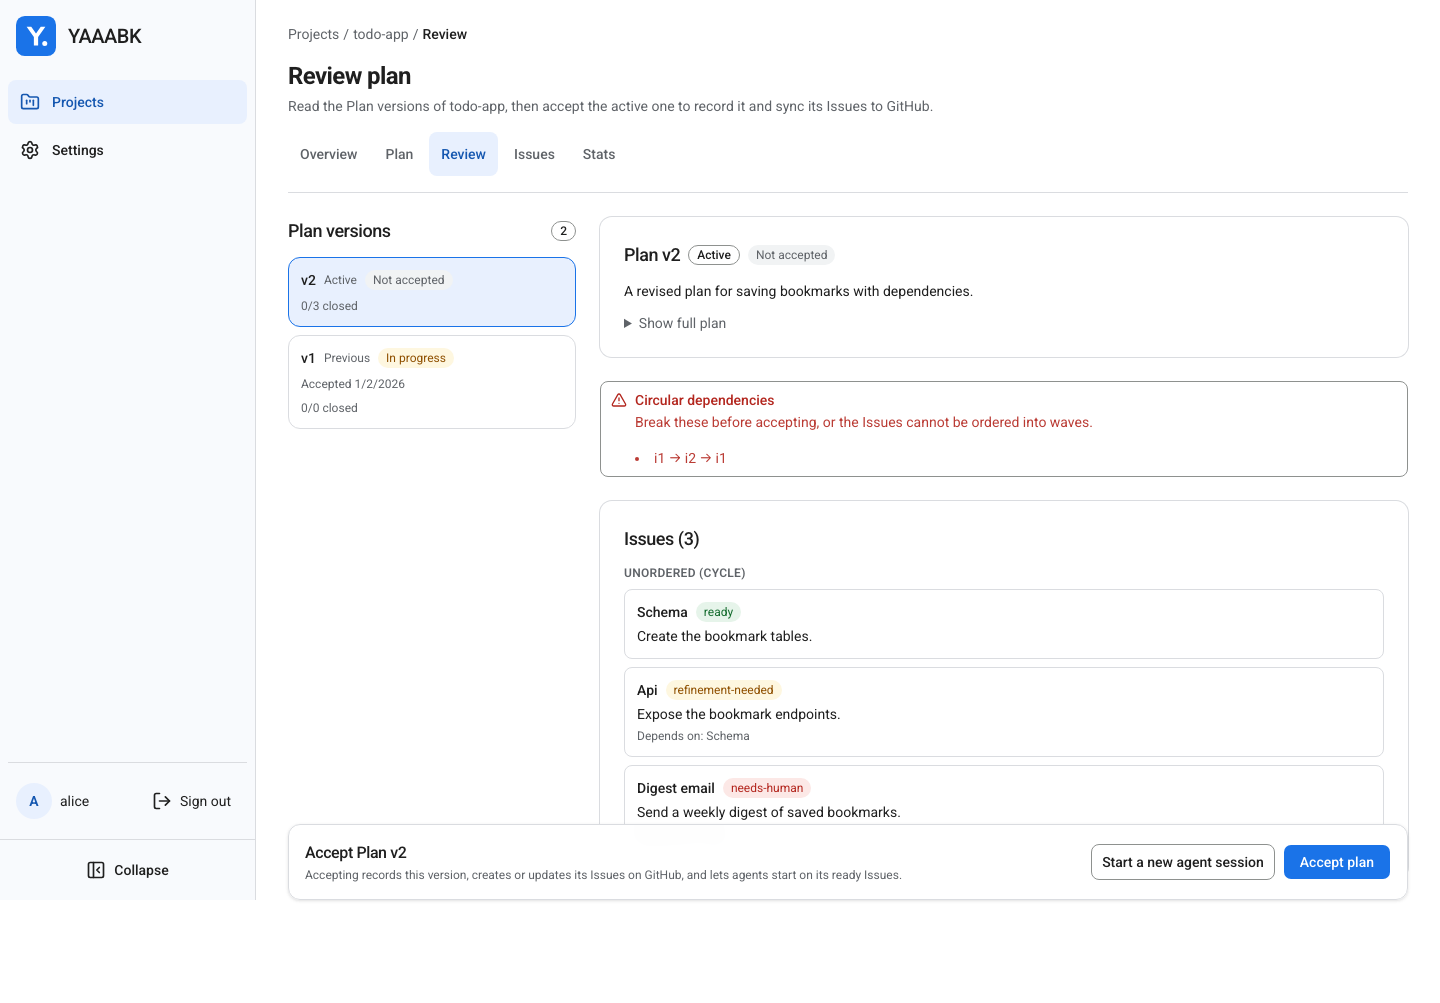 Y.
YAAABK
Projects
Settings
A
alice
Sign out
Collapse
Projects / todo-app / Review
Review plan
Read the Plan versions of todo-app, then accept the active one to record it and sync its Issues to GitHub.
Overview
Plan
Review
Issues
Stats
Plan versions
2
v2 Active Not accepted
0/3 closed
v1 Previous In progress
Accepted 1/2/2026
0/0 closed
Plan v2 Active Not accepted
A revised plan for saving bookmarks with dependencies.
Show full plan
Circular dependencies
Break these before accepting, or the Issues cannot be ordered into waves.
• i1 → i2 → i1
Issues (3)
UNORDERED (CYCLE)
Schema ready
Create the bookmark tables.
Api refinement-needed
Expose the bookmark endpoints.
Depends on: Schema
Digest email needs-human
Send a weekly digest of saved bookmarks.
Accept Plan v2
Accepting records this version, creates or updates its Issues on GitHub, and lets agents start on its ready Issues.
Start a new agent session
Accept plan